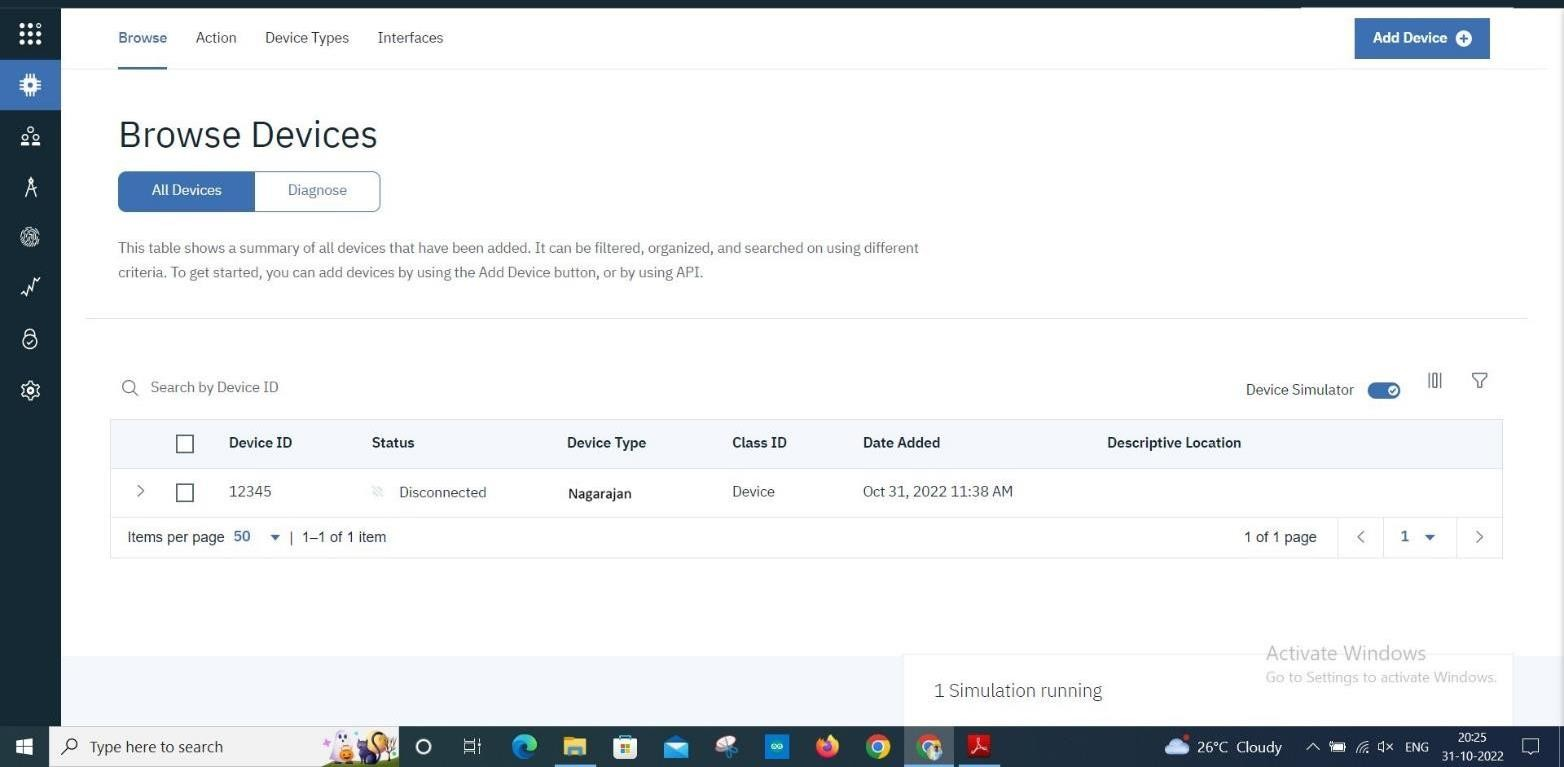 Browse Action Device Types Interfaces Add Device
Browse Devices
All Devices Diagnose
This table shows a summary of all devices that have been added. It can be filtered, organized, and searched on using different
criteria. To get started, you can add devices by using the Add Device button, or by using API.
Search by Device ID Device Simulator
Device ID Status Device Type Class ID Date Added Descriptive Location
12345 Disconnected Nagarajan Device Oct 31, 2022 11:38 AM
Items per page 50 | 1–1 of 1 item 1 of 1 page 1
Activate Windows
Go to Settings to activate Windows.
1 Simulation running
Type here to search 26°C Cloudy ENG 20:25
31-10-2022